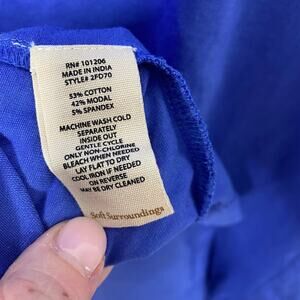 RN# 101206
MADE IN INDIA
STYLE# 2FD70
53% COTTON
42% MODAL
5% SPANDEX
MACHINE WASH COLD
SEPARATELY
INSIDE OUT
GENTLE CYCLE
ONLY NON-CHLORINE
BLEACH WHEN NEEDED
LAY FLAT TO DRY
COOL IRON IF NEEDED
ON REVERSE
MAY BE DRY CLEANED
Soft Surroundings